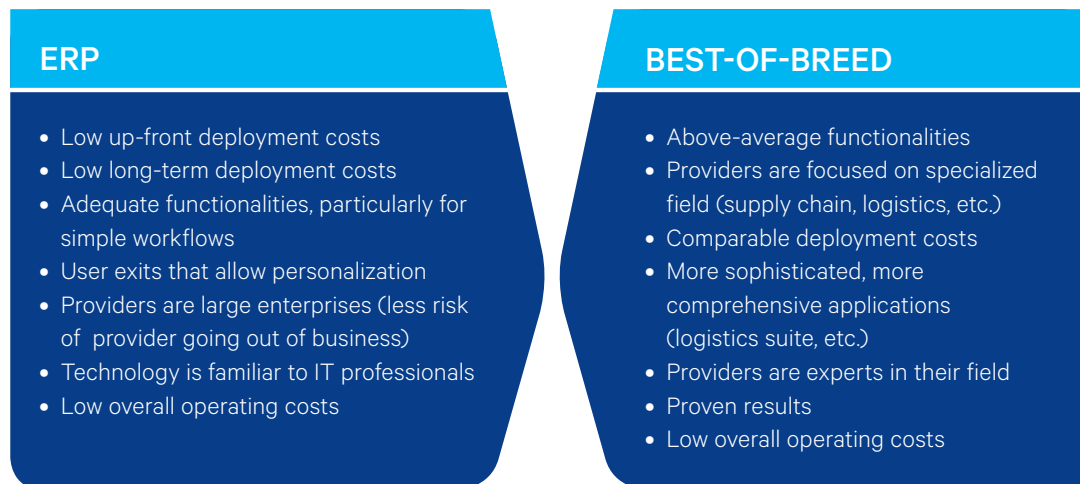 ERP
• Low up-front deployment costs
• Low long-term deployment costs
• Adequate functionalities, particularly for
simple workflows
• User exits that allow personalization
• Providers are large enterprises (less risk
of provider going out of business)
• Technology is familiar to IT professionals
• Low overall operating costs
BEST-OF-BREED
• Above-average functionalities
• Providers are focused on specialized
field (supply chain, logistics, etc.)
• Comparable deployment costs
• More sophisticated, more
comprehensive applications
(logistics suite, etc.)
• Providers are experts in their field
• Proven results
• Low overall operating costs